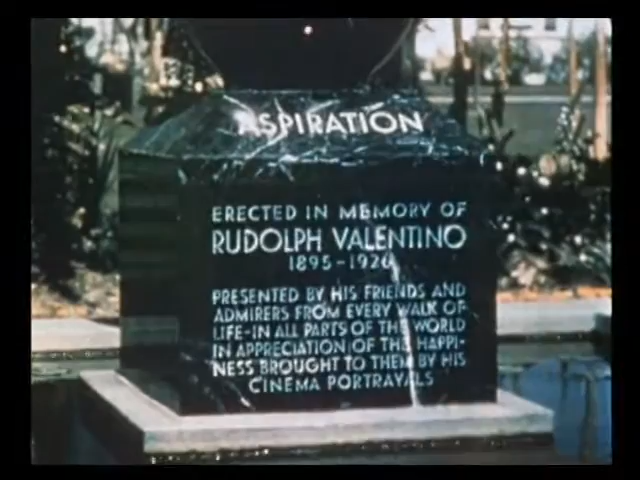 ASPIRATION
ERECTED IN MEMORY OF
RUDOLPH VALENTINO
1895-1926
PRESENTED BY HIS FRIENDS AND
ADMIRERS FROM EVERY WALK OF
LIFE-IN ALL PARTS OF THE WORLD
IN APPRECIATION OF THE HAPPI-
NESS BROUGHT TO THEM BY HIS
CINEMA PORTRAYALS